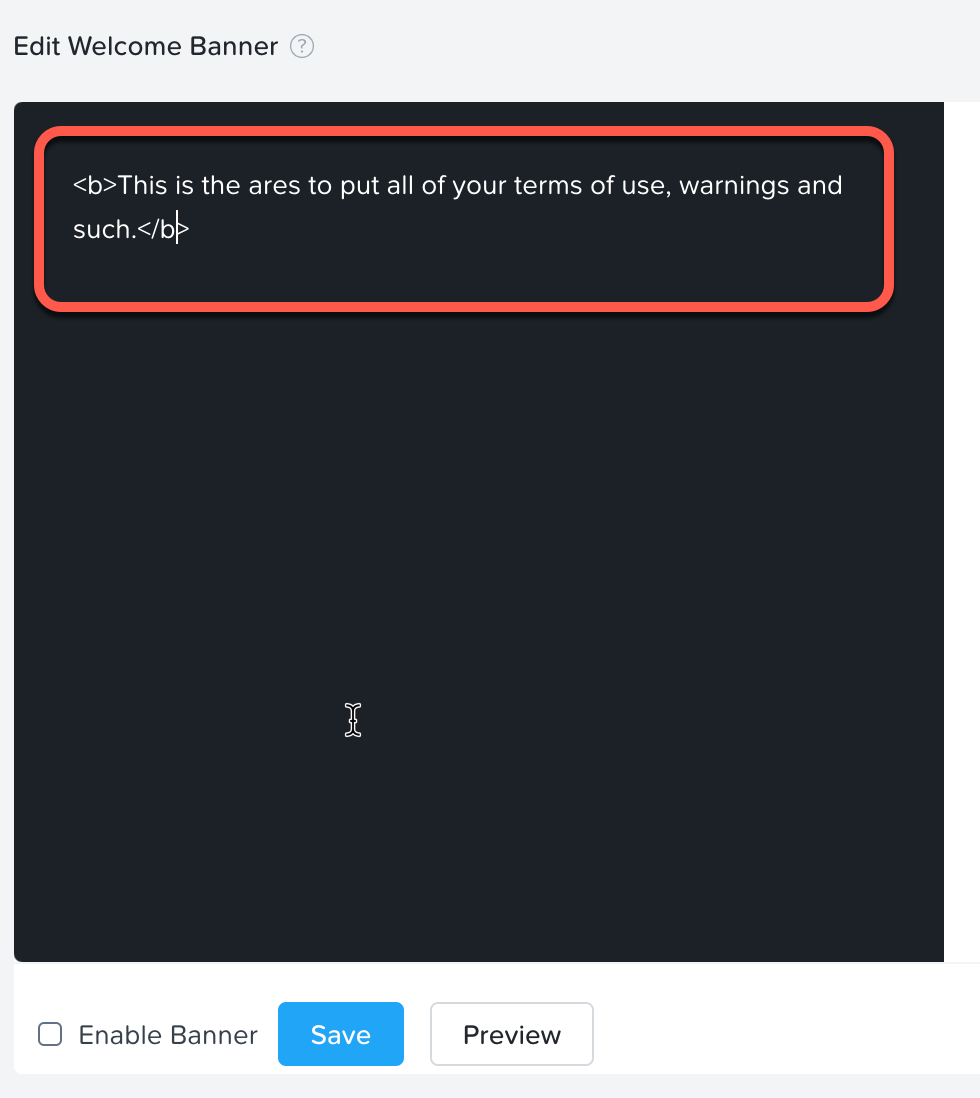 Edit Welcome Banner ?
<b>This is the ares to put all of your terms of use, warnings and
such.</b>
Enable Banner Save Preview